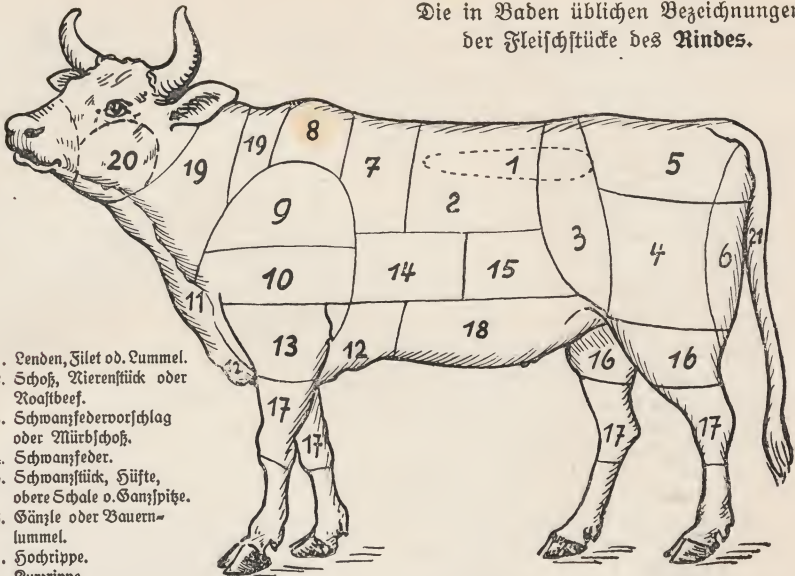 Die in Baden üblichen Bezeichnungen
der Fleischstücke des Rindes.
20
19
19
8
7
1
2
5
9
3
4
6
21
10
14
15
11
13
12
12
18
16
16
17
17
17
17
. Lenden, Filet od. Lummel.
. Schoß, Nierenstück oder
Roastbeef.
. Schwanzfedervorschlag
oder Mürbschoß.
. Schwanzfeder.
. Schwanzstück, Hüfte,
obere Schale o. Ganzspitze.
. Gänzle oder Bauern-
lummel.
. Hochrippe.